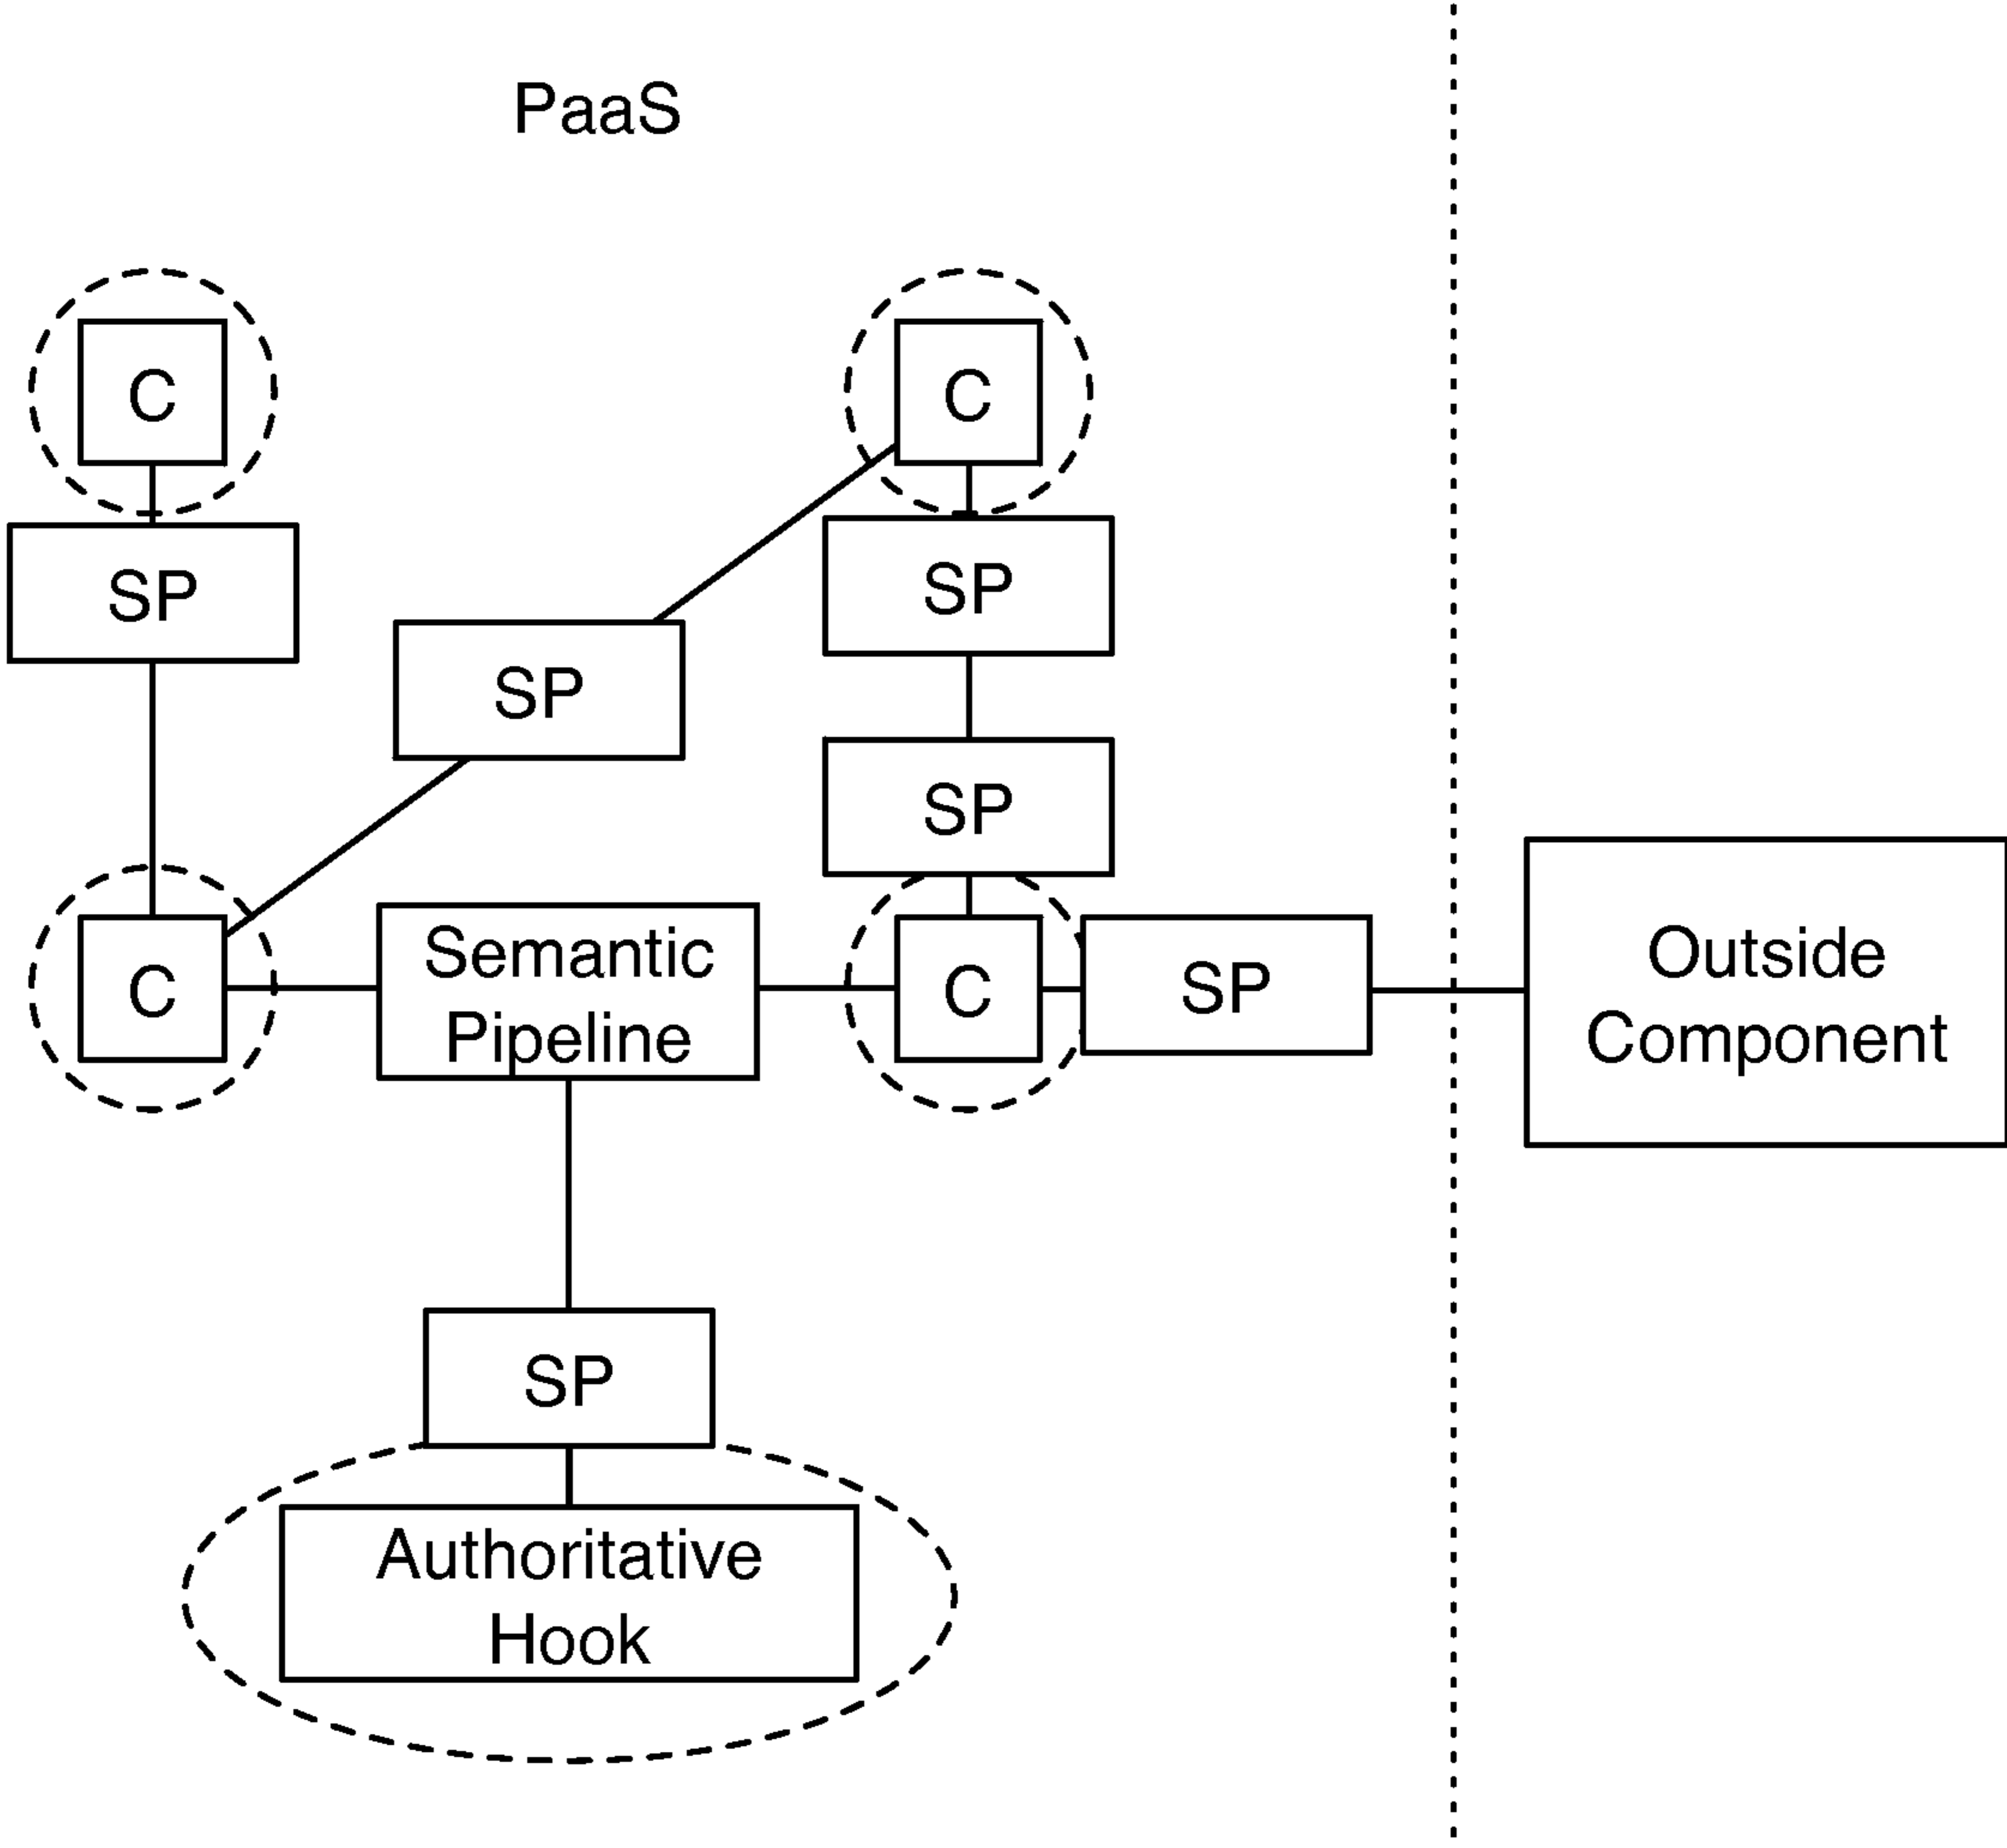 PaaS
C
C
SP
SP
SP
SP
C
Semantic
Pipeline
C
SP
Outside
Component
SP
Authoritative
Hook